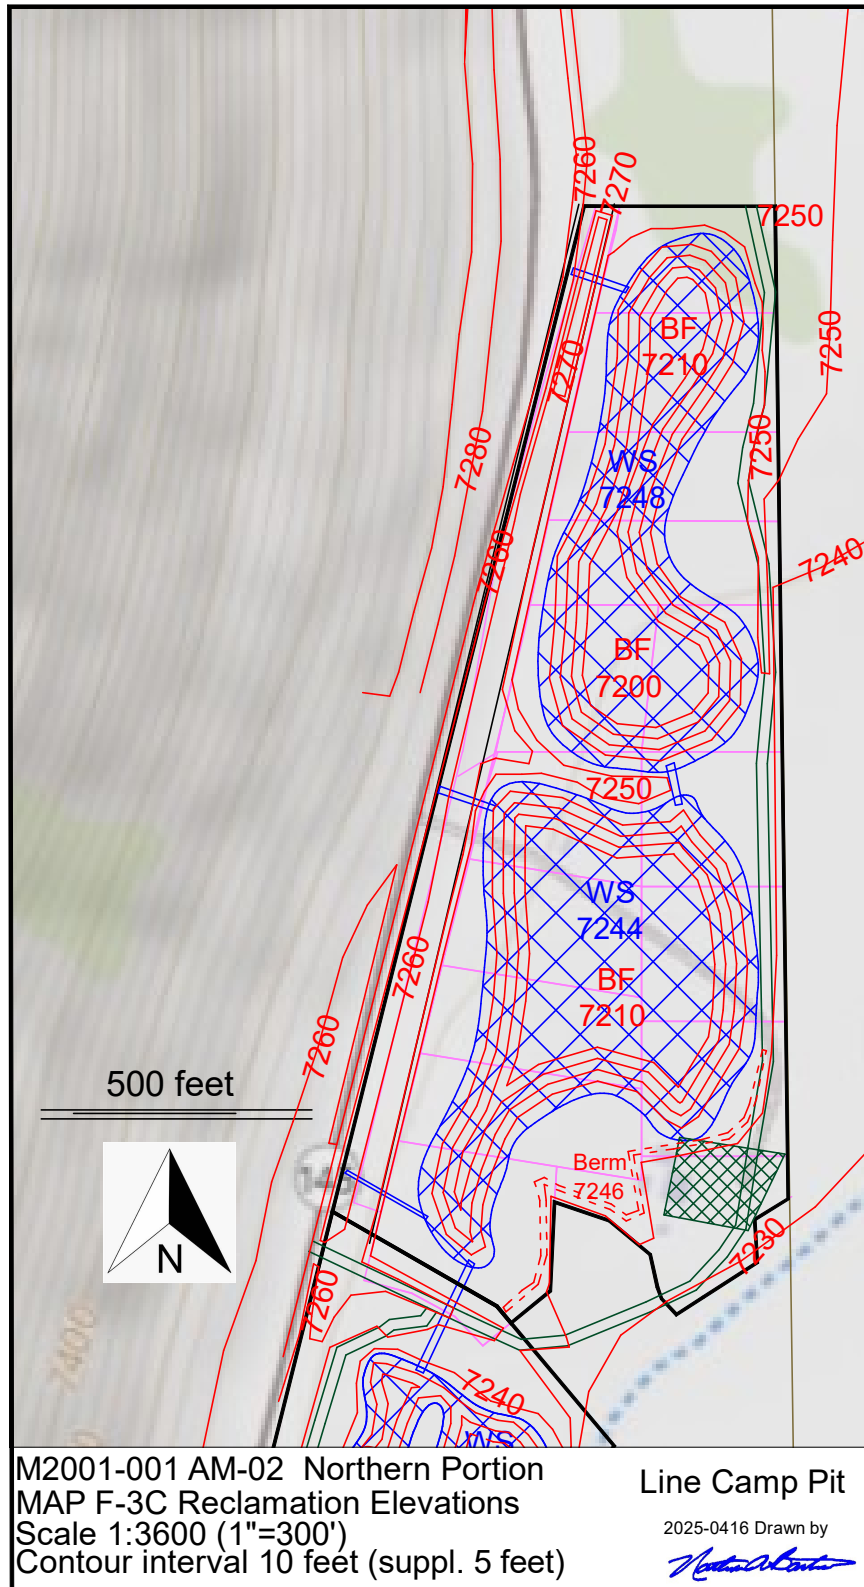 7260
7270
7250
7250
BF
7210
7270
7250
7280
WS
7248
7260
7240
BF
7200
7250
WS
7244
BF
7210
7260
7260
500 feet
145
Berm
7246
N
7230
7260
7400
7240
WS
M2001-001 AM-02 Northern Portion
MAP F-3C Reclamation Elevations
Scale 1:3600 (1"=300')
Contour interval 10 feet (suppl. 5 feet)
Line Camp Pit
2025-0416 Drawn by